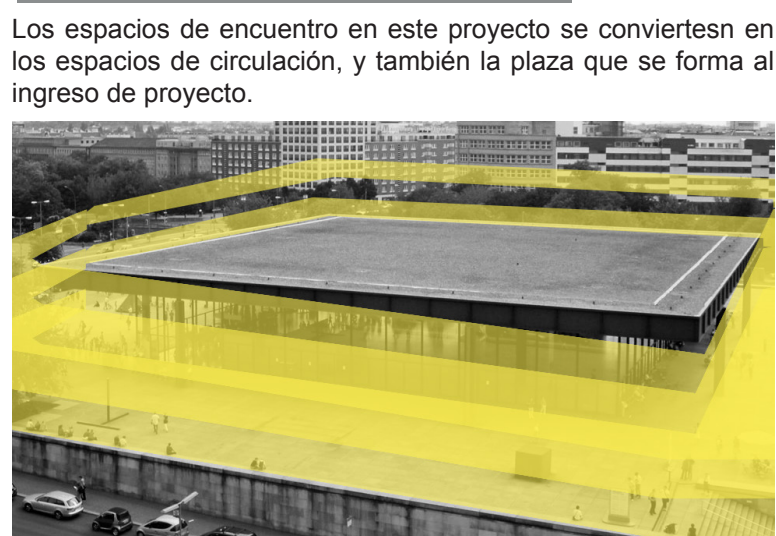 Los espacios de encuentro en este proyecto se conviertesn en
los espacios de circulación, y también la plaza que se forma al
ingreso de proyecto.